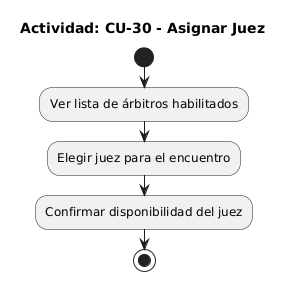 Actividad: CU-30 - Asignar Juez
Ver lista de árbitros habilitados
Elegir juez para el encuentro
Confirmar disponibilidad del juez